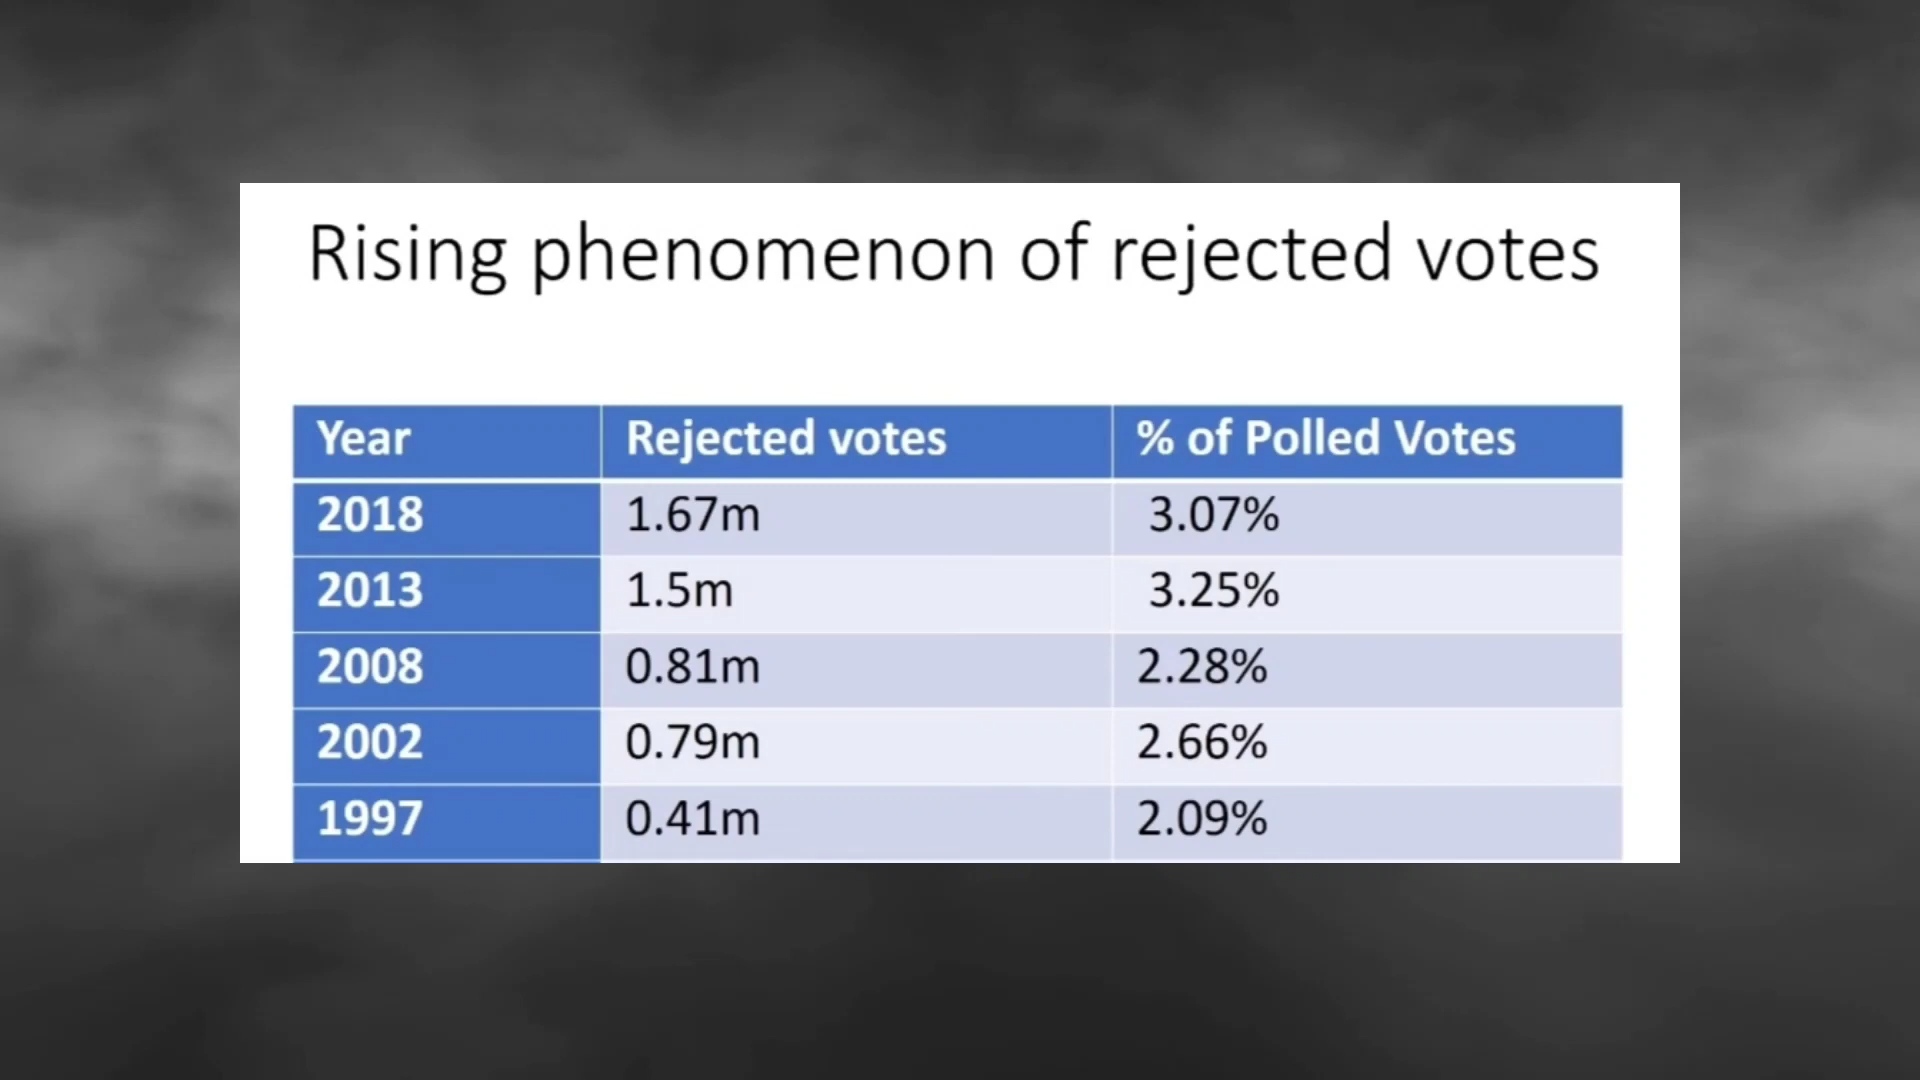 Rising phenomenon of rejected votes
Year Rejected votes % of Polled Votes
2018 1.67m 3.07%
2013 1.5m 3.25%
2008 0.81m 2.28%
2002 0.79m 2.66%
1997 0.41m 2.09%